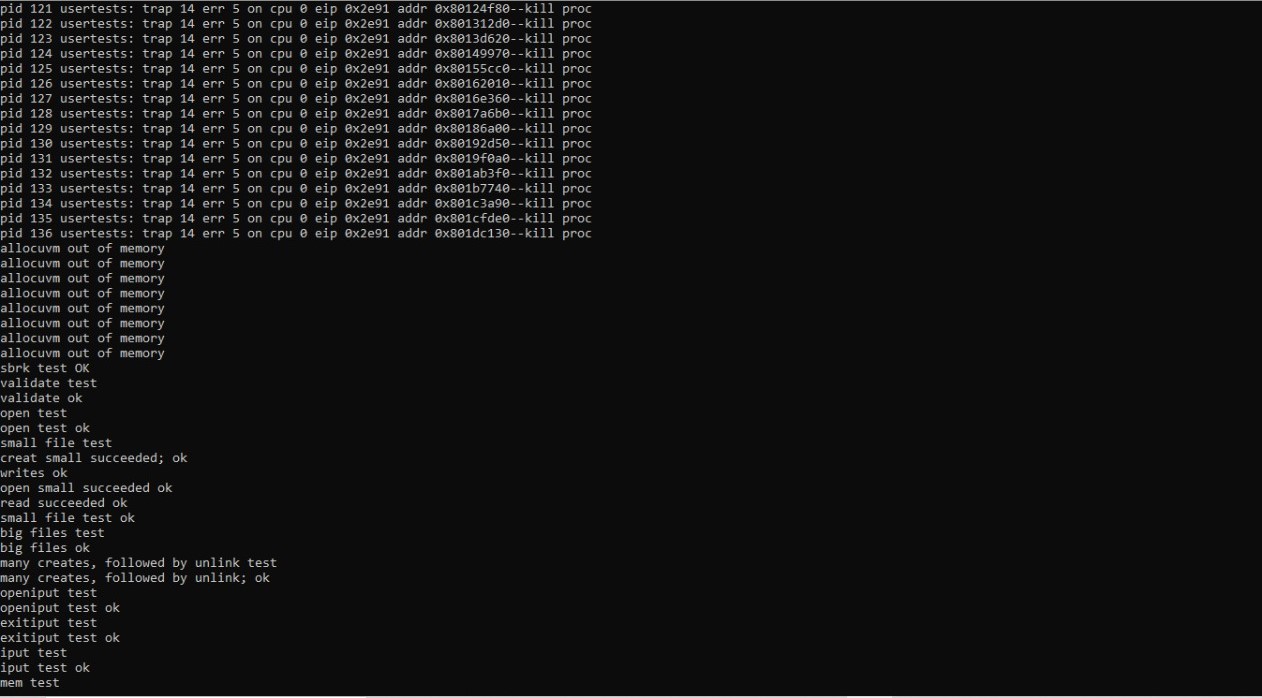 pid 121 usertests: trap 14 err 5 on cpu 0 eip 0x2e91 addr 0x80124f80--kill proc
pid 122 usertests: trap 14 err 5 on cpu 0 eip 0x2e91 addr 0x801312d0--kill proc
pid 123 usertests: trap 14 err 5 on cpu 0 eip 0x2e91 addr 0x8013d620--kill proc
pid 124 usertests: trap 14 err 5 on cpu 0 eip 0x2e91 addr 0x80149970--kill proc
pid 125 usertests: trap 14 err 5 on cpu 0 eip 0x2e91 addr 0x80155cc0--kill proc
pid 126 usertests: trap 14 err 5 on cpu 0 eip 0x2e91 addr 0x80162010--kill proc
pid 127 usertests: trap 14 err 5 on cpu 0 eip 0x2e91 addr 0x8016e360--kill proc
pid 128 usertests: trap 14 err 5 on cpu 0 eip 0x2e91 addr 0x8017a6b0--kill proc
pid 129 usertests: trap 14 err 5 on cpu 0 eip 0x2e91 addr 0x80186a00--kill proc
pid 130 usertests: trap 14 err 5 on cpu 0 eip 0x2e91 addr 0x80192d50--kill proc
pid 131 usertests: trap 14 err 5 on cpu 0 eip 0x2e91 addr 0x8019f0a0--kill proc
pid 132 usertests: trap 14 err 5 on cpu 0 eip 0x2e91 addr 0x801ab3f0--kill proc
pid 133 usertests: trap 14 err 5 on cpu 0 eip 0x2e91 addr 0x801b7740--kill proc
pid 134 usertests: trap 14 err 5 on cpu 0 eip 0x2e91 addr 0x801c3a90--kill proc
pid 135 usertests: trap 14 err 5 on cpu 0 eip 0x2e91 addr 0x801cfde0--kill proc
pid 136 usertests: trap 14 err 5 on cpu 0 eip 0x2e91 addr 0x801dc130--kill proc
allocuvm out of memory
allocuvm out of memory
allocuvm out of memory
allocuvm out of memory
allocuvm out of memory
allocuvm out of memory
allocuvm out of memory
allocuvm out of memory
sbrk test OK
validate test
validate ok
open test
open test ok
small file test
creat small succeeded; ok
writes ok
open small succeeded ok
read succeeded ok
small file test ok
big files test
big files ok
many creates, followed by unlink test
many creates, followed by unlink; ok
openiput test
openiput test ok
exitiput test
exitiput test ok
iput test
iput test ok
mem test